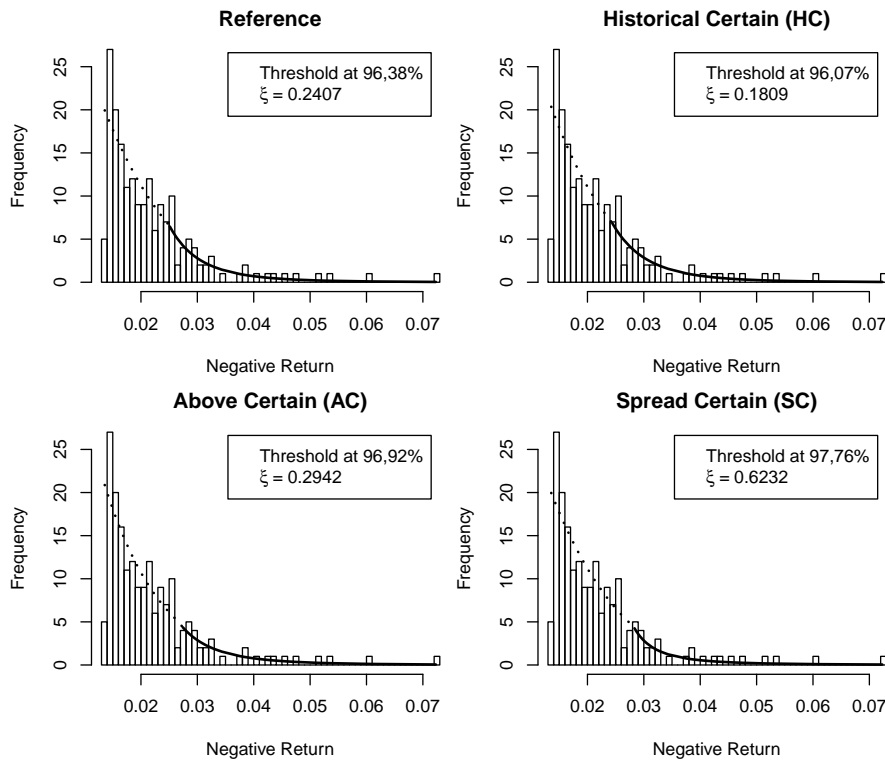 Reference
Threshold at 96,38%
ξ = 0.2407
Frequency
0 5 10 15 20 25
0.02 0.03 0.04 0.05 0.06 0.07
Negative Return
Historical Certain (HC)
Threshold at 96,07%
ξ = 0.1809
Frequency
0 5 10 15 20 25
0.02 0.03 0.04 0.05 0.06 0.07
Negative Return
Above Certain (AC)
Threshold at 96,92%
ξ = 0.2942
Frequency
0 5 10 15 20 25
0.02 0.03 0.04 0.05 0.06 0.07
Negative Return
Spread Certain (SC)
Threshold at 97,76%
ξ = 0.6232
Frequency
0 5 10 15 20 25
0.02 0.03 0.04 0.05 0.06 0.07
Negative Return